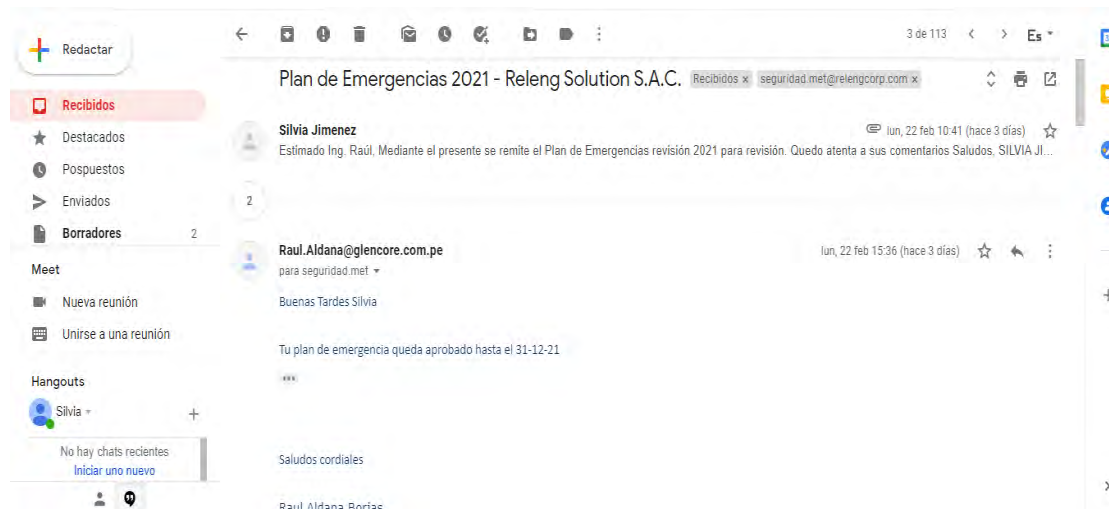 Redactar
3 de 113
Es
Plan de Emergencias 2021 - Releng Solution S.A.C. Recibidos x seguridad.met@relengcorp.com x
Recibidos
Destacados
Pospuestos
Enviados
Borradores 2
Silvia Jimenez lun, 22 feb 10:41 (hace 3 días)
Estimado Ing. Raúl, Mediante el presente se remite el Plan de Emergencias revisión 2021 para revisión. Quedo atenta a sus comentarios Saludos, SILVIA JI...
2
Raul.Aldana@glencore.com.pe lun, 22 feb 15:36 (hace 3 días)
para seguridad.met
Buenas Tardes Silvia
Tu plan de emergencia queda aprobado hasta el 31-12-21
...
Saludos cordiales
Raul Aldana Borjas
Meet
Nueva reunión
Unirse a una reunión
Hangouts
Silvia
No hay chats recientes
Iniciar uno nuevo